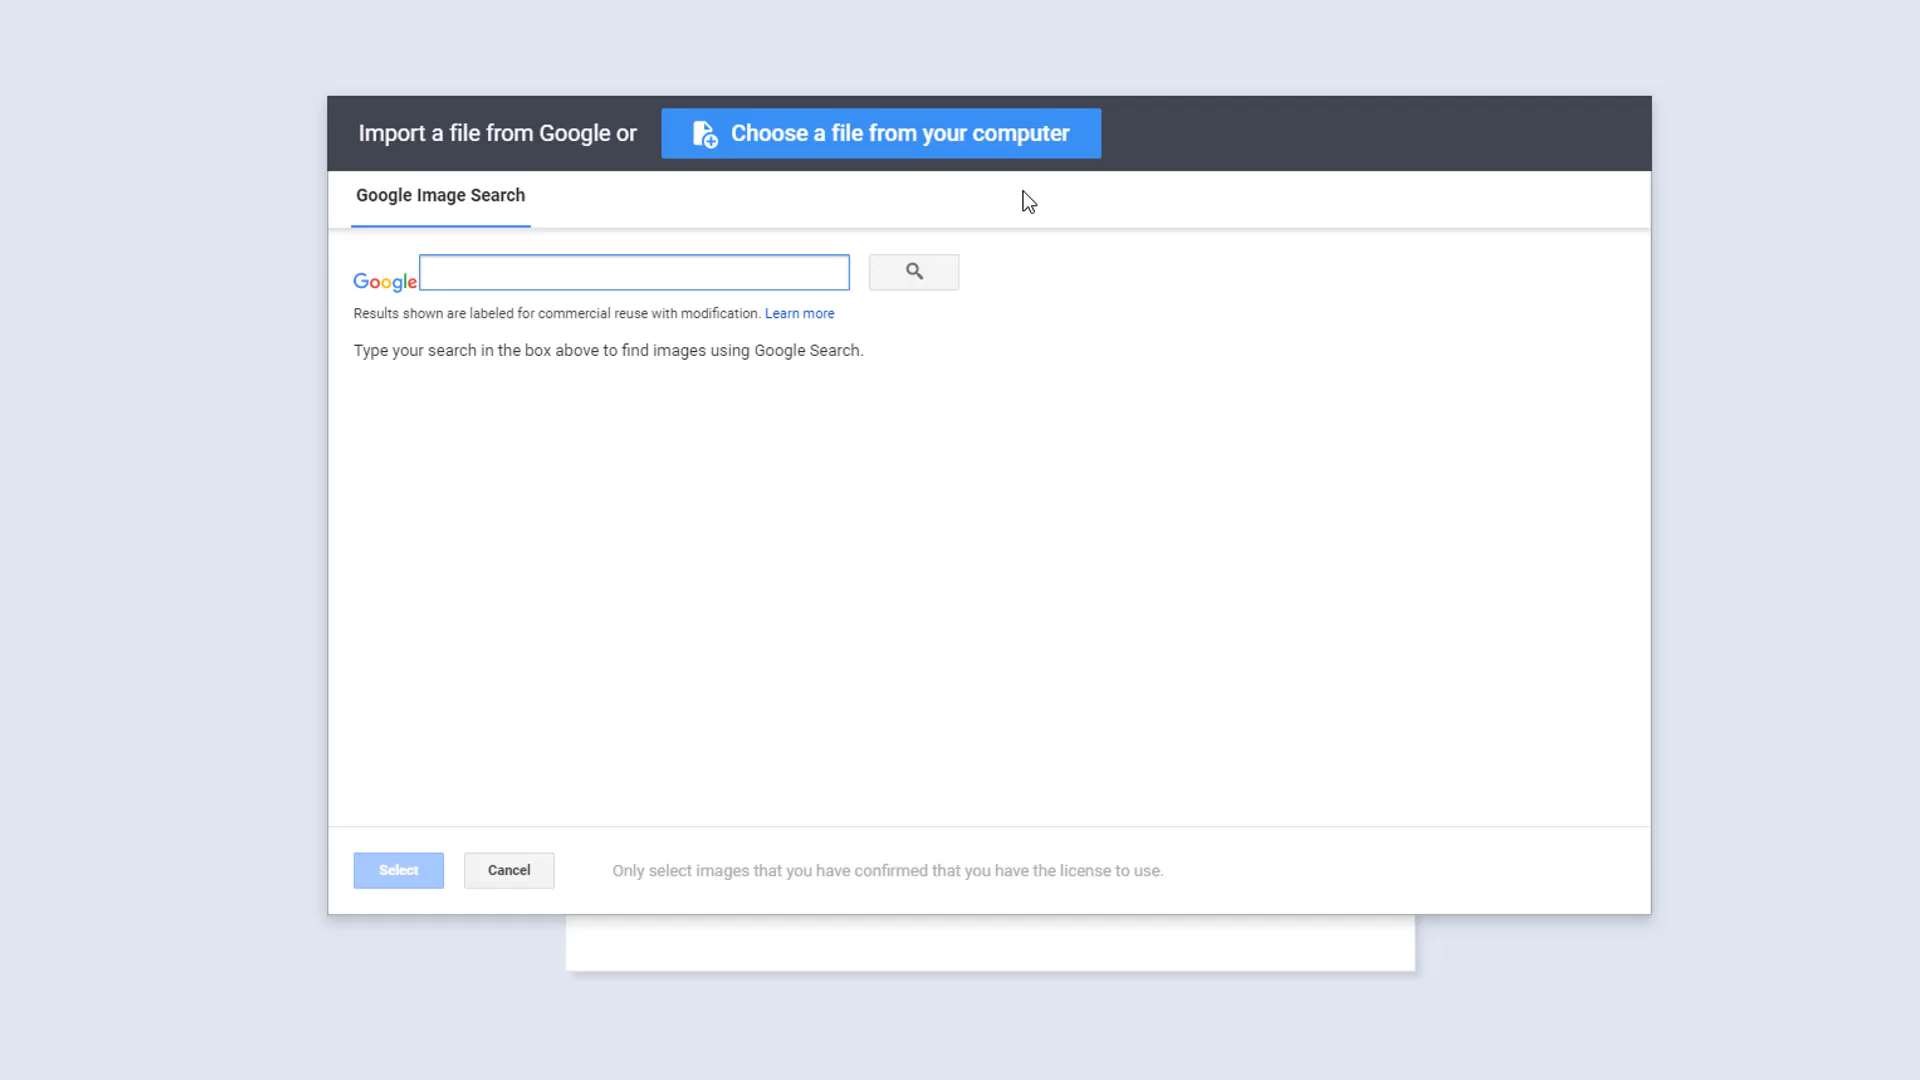 Import a file from Google or
Choose a file from your computer
Google Image Search
Google
Results shown are labeled for commercial reuse with modification. Learn more
Type your search in the box above to find images using Google Search.
Select
Cancel
Only select images that you have confirmed that you have the license to use.